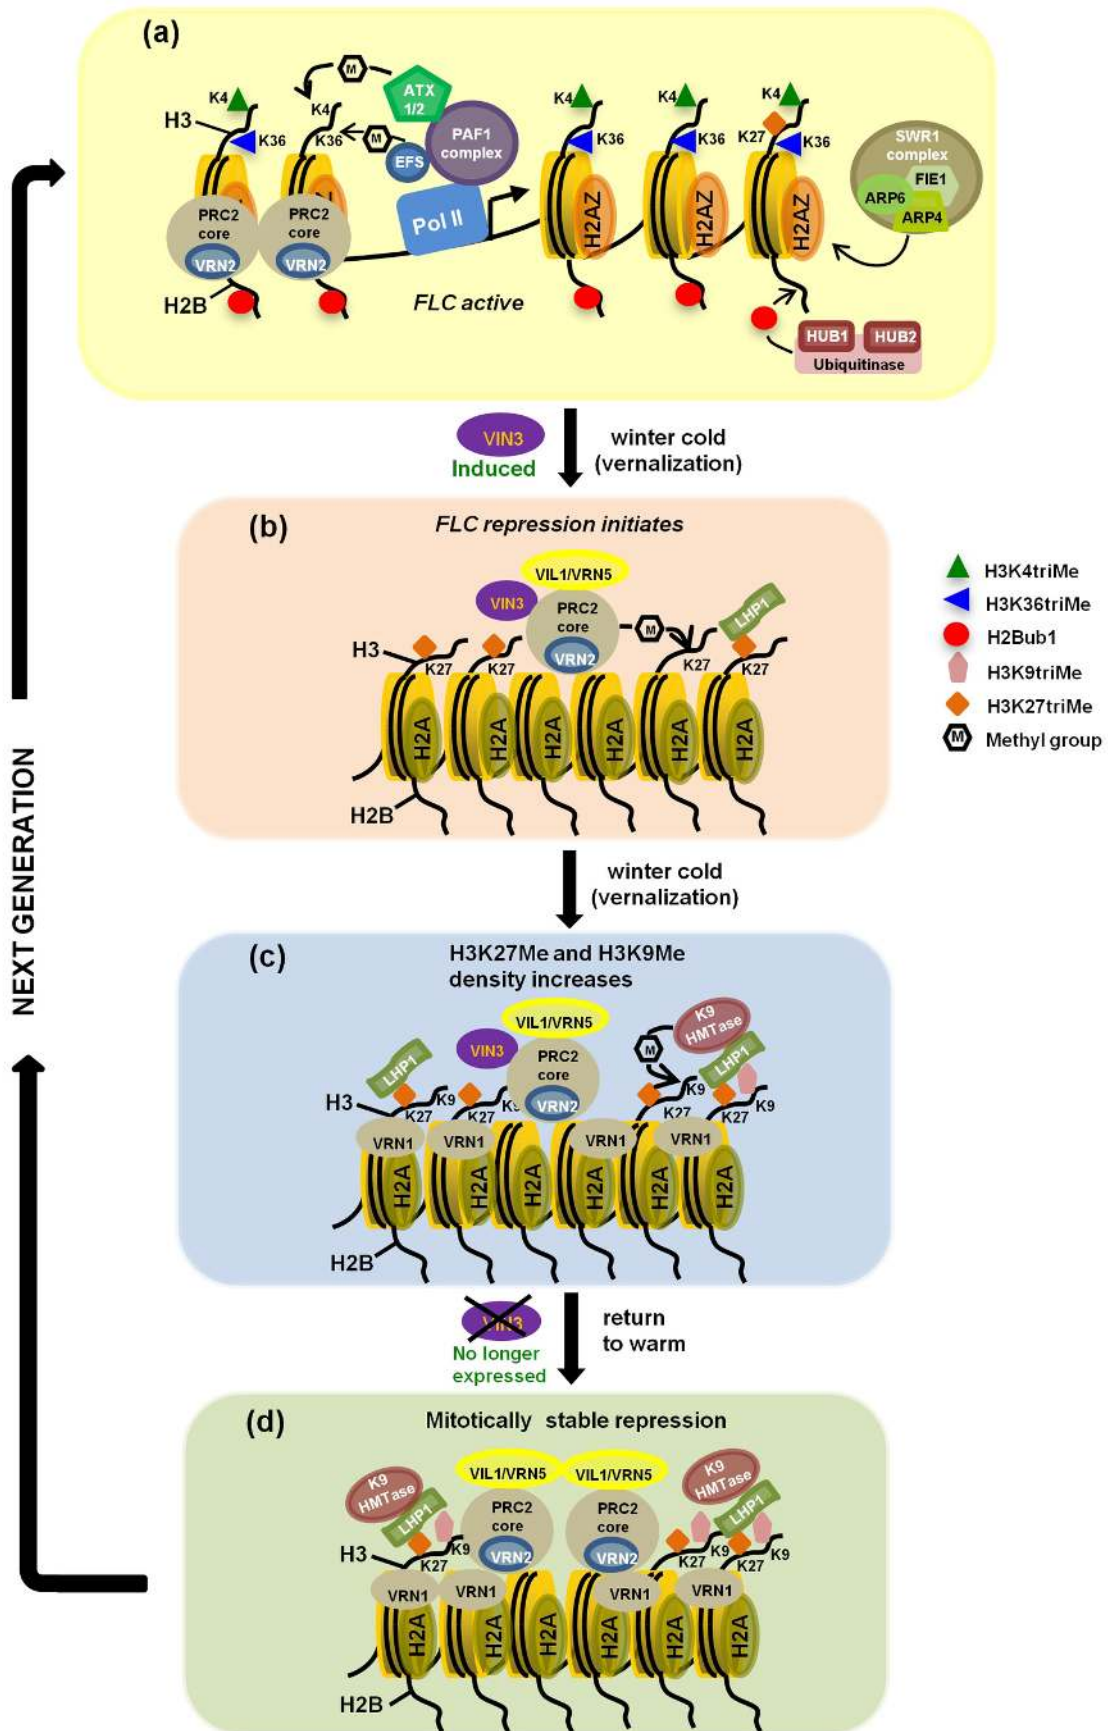 (a)
M
ATX
1/2
K4
K4
H3
K36
K36
M
EFS
PAF1
complex
K4
K36
K4
K36
K4
K27
K36
SWR1
complex
FIE1
ARP6
ARP4
PRC2
core
VRN2
PRC2
core
VRN2
Pol II
H2AZ
H2AZ
H2AZ
H2B
FLC active
HUB1
HUB2
Ubiquitinase
VIN3
Induced
winter cold
(vernalization)
(b)
FLC repression initiates
VIL1/VRN5
VIN3
PRC2
core
VRN2
M
LHP1
H3
K27
K27
K27
K27
H2A
H2A
H2A
H2A
H2A
H2A
H2B
H3K4triMe
H3K36triMe
H2Bub1
H3K9triMe
H3K27triMe
M
Methyl group
NEXT GENERATION
winter cold
(vernalization)
(c)
H3K27Me and H3K9Me
density increases
VIL1/VRN5
K9
HMTase
VIN3
PRC2
core
VRN2
M
LHP1
LHP1
H3
K27
K9
K27
K9
K27
K9
K27
K9
VRN1
VRN1
VRN1
VRN1
H2A
H2A
H2A
H2A
H2A
H2A
H2B
VIN3
No longer
expressed
return
to warm
(d)
Mitotically stable repression
VIL1/VRN5
VIL1/VRN5
K9
HMTase
LHP1
PRC2
core
VRN2
PRC2
core
VRN2
K9
HMTase
LHP1
H3
K27
K9
K27
K9
K27
K9
VRN1
VRN1
VRN1
VRN1
H2A
H2A
H2A
H2A
H2A
H2A
H2B